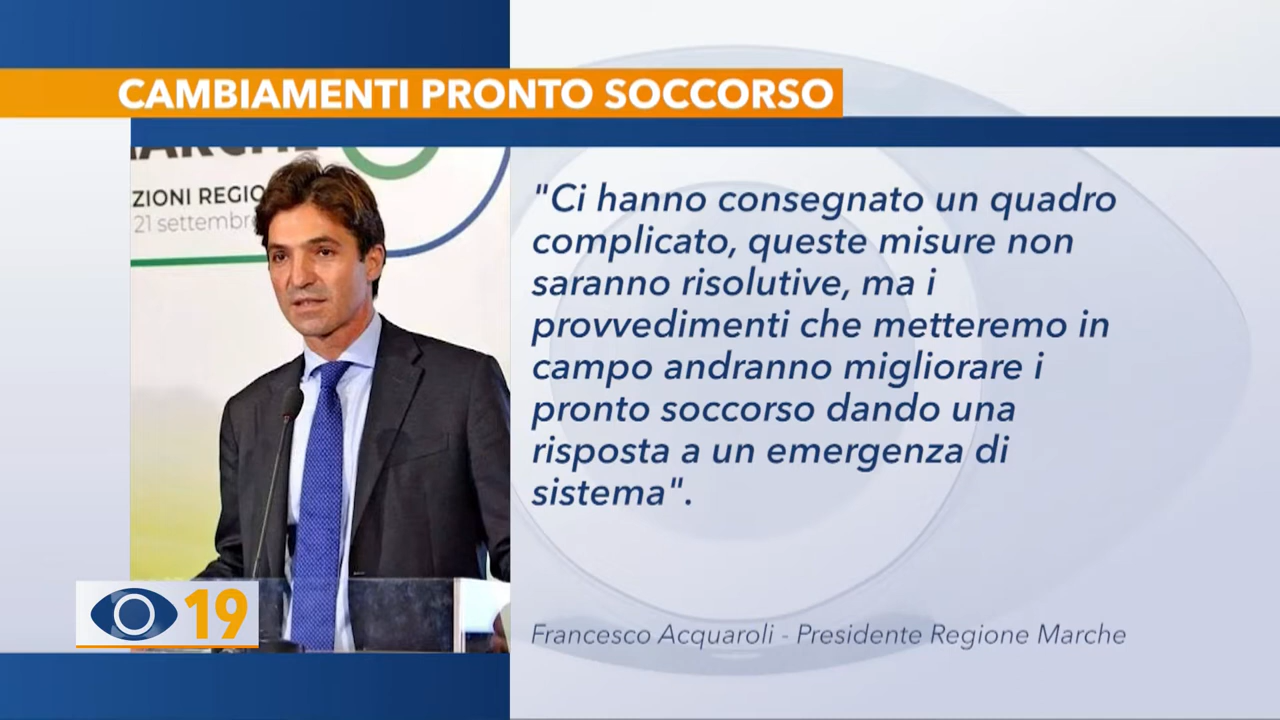 CAMBIAMENTI PRONTO SOCCORSO
ZIONI REGIO
21 settembre
"Ci hanno consegnato un quadro
complicato, queste misure non
saranno risolutive, ma i
provvedimenti che metteremo in
campo andranno migliorare i
pronto soccorso dando una
risposta a un emergenza di
sistema".
Francesco Acquaroli - Presidente Regione Marche
19